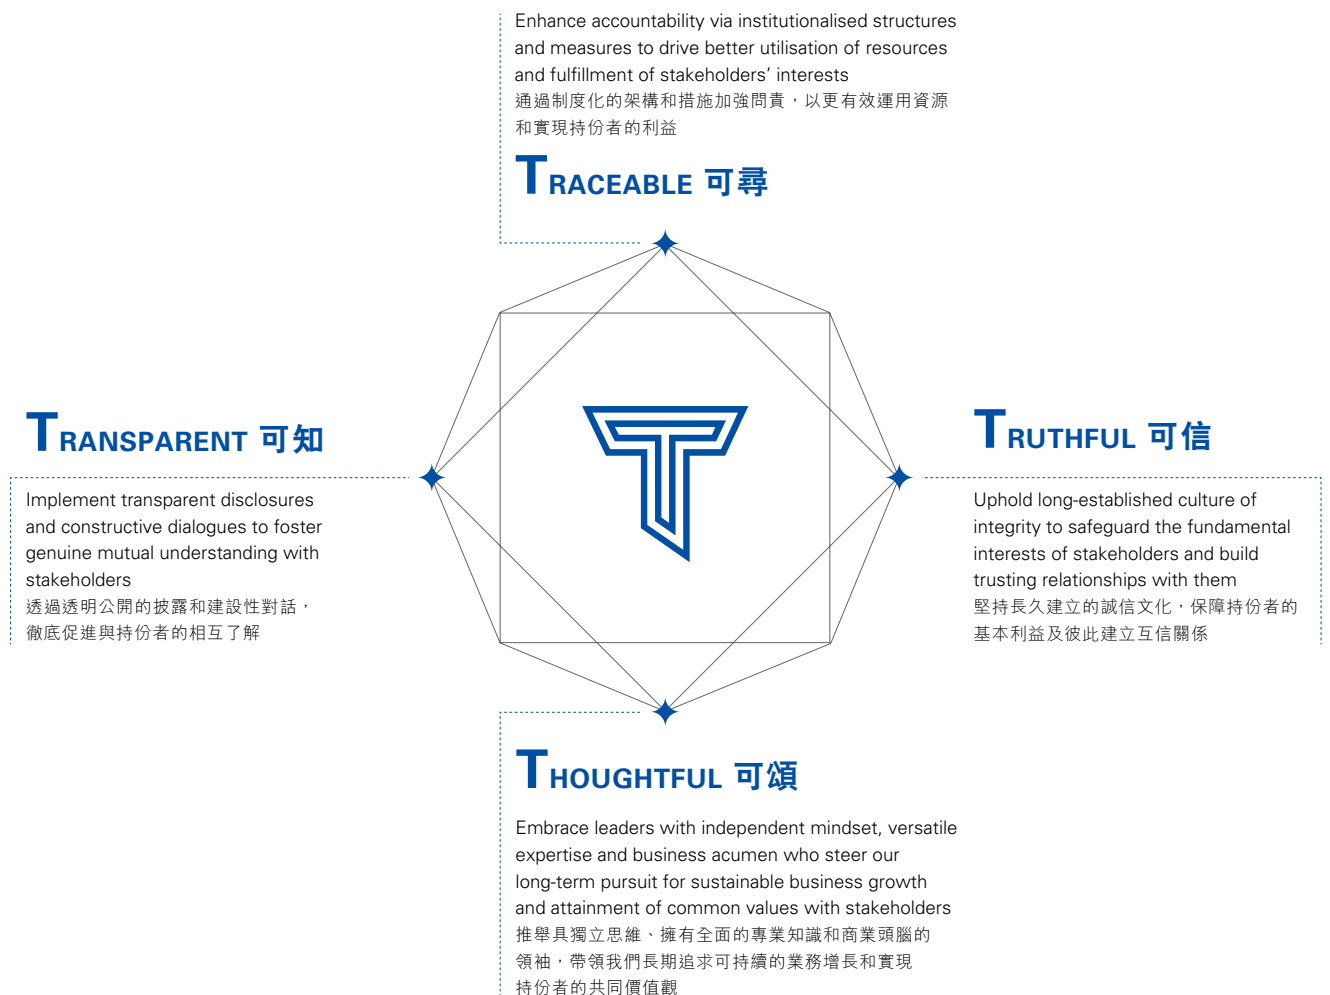 Enhance accountability via institutionalised structures
and measures to drive better utilisation of resources
and fulfillment of stakeholders’ interests
通過制度化的架構和措施加強問責，以更有效運用資源
和實現持份者的利益
TRACEABLE 可尋
TRANSPARENT 可知
Implement transparent disclosures
and constructive dialogues to foster
genuine mutual understanding with
stakeholders
透過透明公開的披露和建設性對話，
徹底促進與持份者的相互了解
T
TRUTHFUL 可信
Uphold long-established culture of
integrity to safeguard the fundamental
interests of stakeholders and build
trusting relationships with them
堅持長久建立的誠信文化，保障持份者的
基本利益及彼此建立互信關係
THOUGHTFUL 可頌
Embrace leaders with independent mindset, versatile
expertise and business acumen who steer our
long-term pursuit for sustainable business growth
and attainment of common values with stakeholders
推舉具獨立思維、擁有全面的專業知識和商業頭腦的
領袖，帶領我們長期追求可持續的業務增長和實現
持份者的共同價值觀